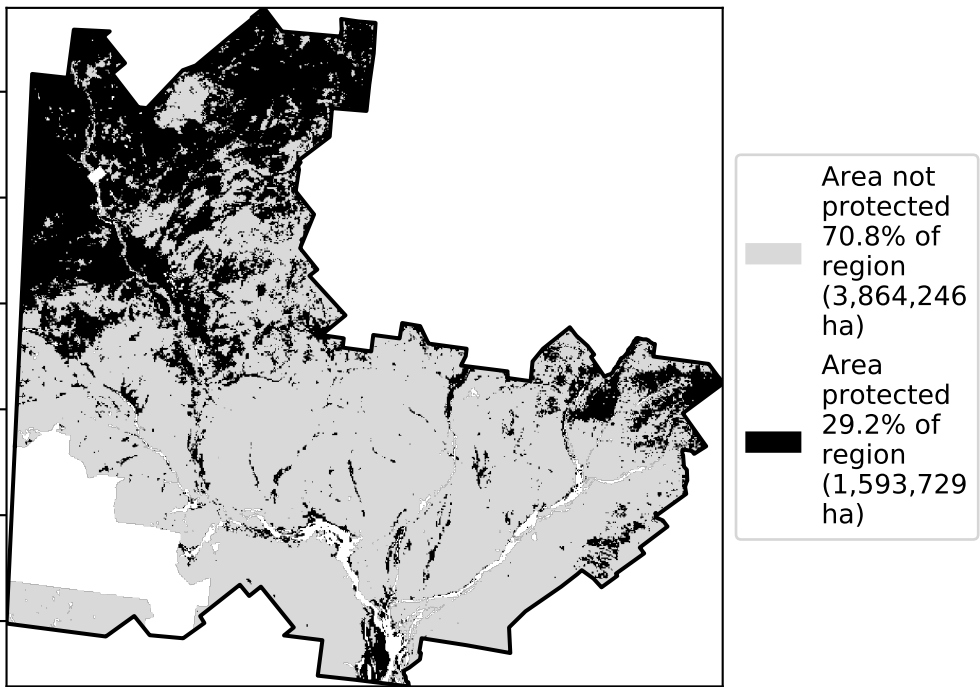 Area not
protected
70.8% of
region
(3,864,246
ha)
Area
protected
29.2% of
region
(1,593,729
ha)